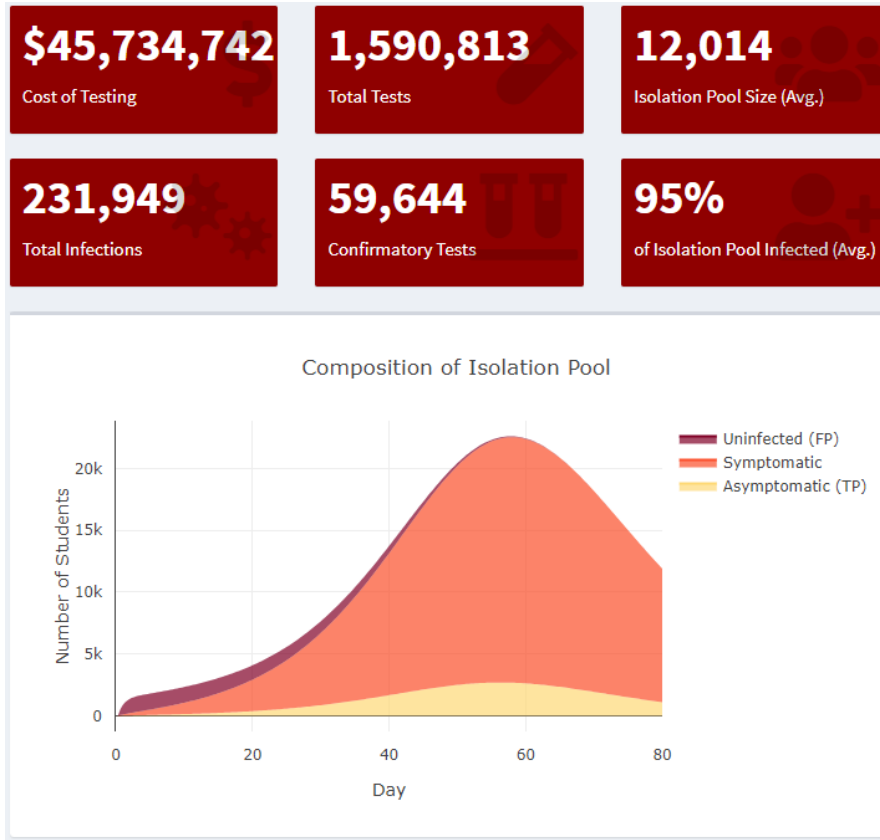 $45,734,742
Cost of Testing
1,590,813
Total Tests
12,014
Isolation Pool Size (Avg.)
231,949
Total Infections
59,644
Confirmatory Tests
95%
of Isolation Pool Infected (Avg.)
Composition of Isolation Pool
Uninfected (FP)
Symptomatic
Asymptomatic (TP)
Number of Students
20k
15k
10k
5k
0
0 20 40 60 80
Day